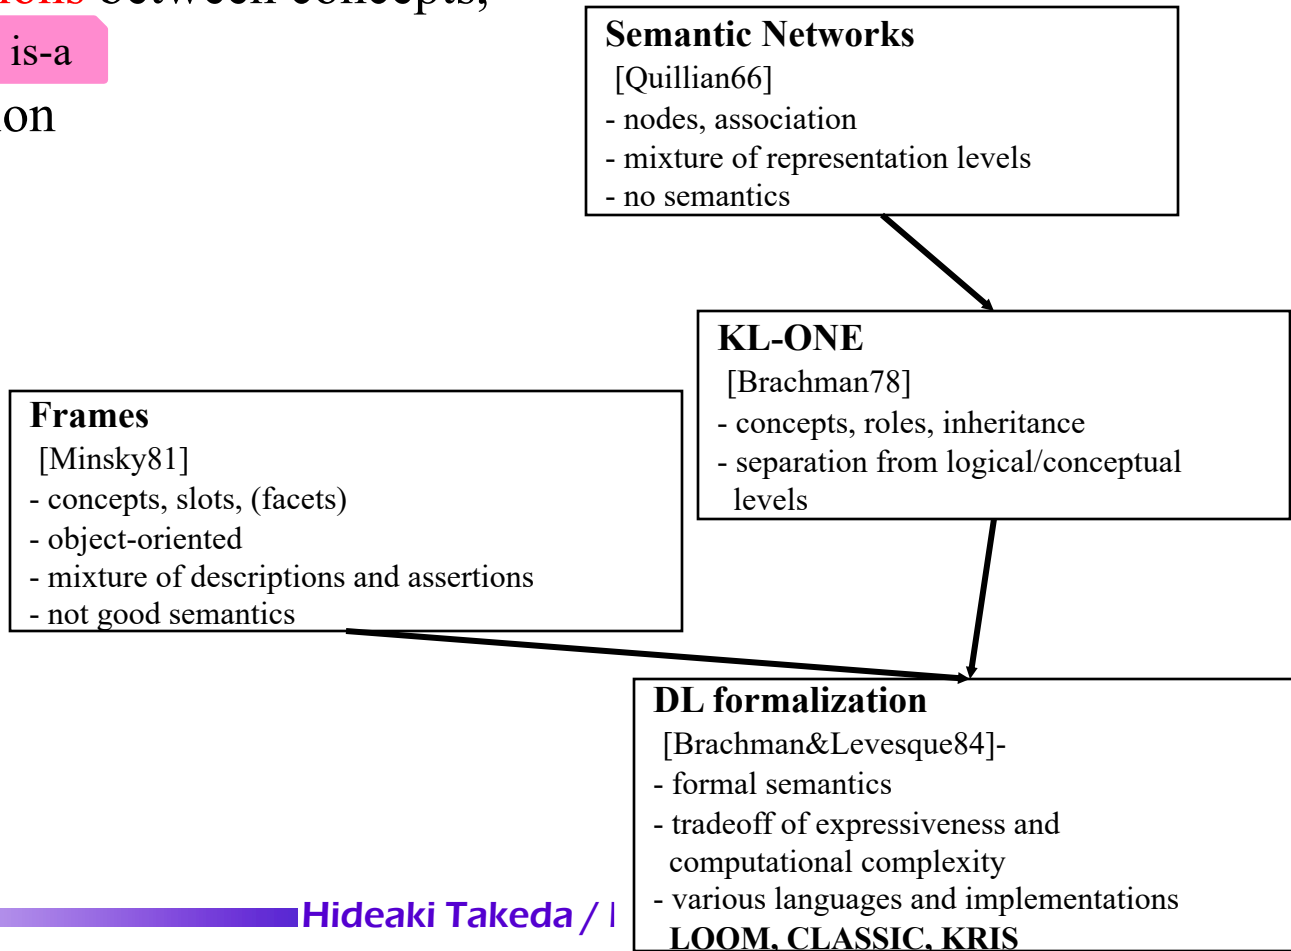 between concepts,
is-a
Semantic Networks
[Quillian66]
- nodes, association
- mixture of representation levels
- no semantics
KL-ONE
[Brachman78]
- concepts, roles, inheritance
- separation from logical/conceptual
levels
Frames
[Minsky81]
- concepts, slots, (facets)
- object-oriented
- mixture of descriptions and assertions
- not good semantics
DL formalization
[Brachman&Levesque84]-
- formal semantics
- tradeoff of expressiveness and
computational complexity
- various languages and implementations
LOOM, CLASSIC, KRIS
Hideaki Takeda /